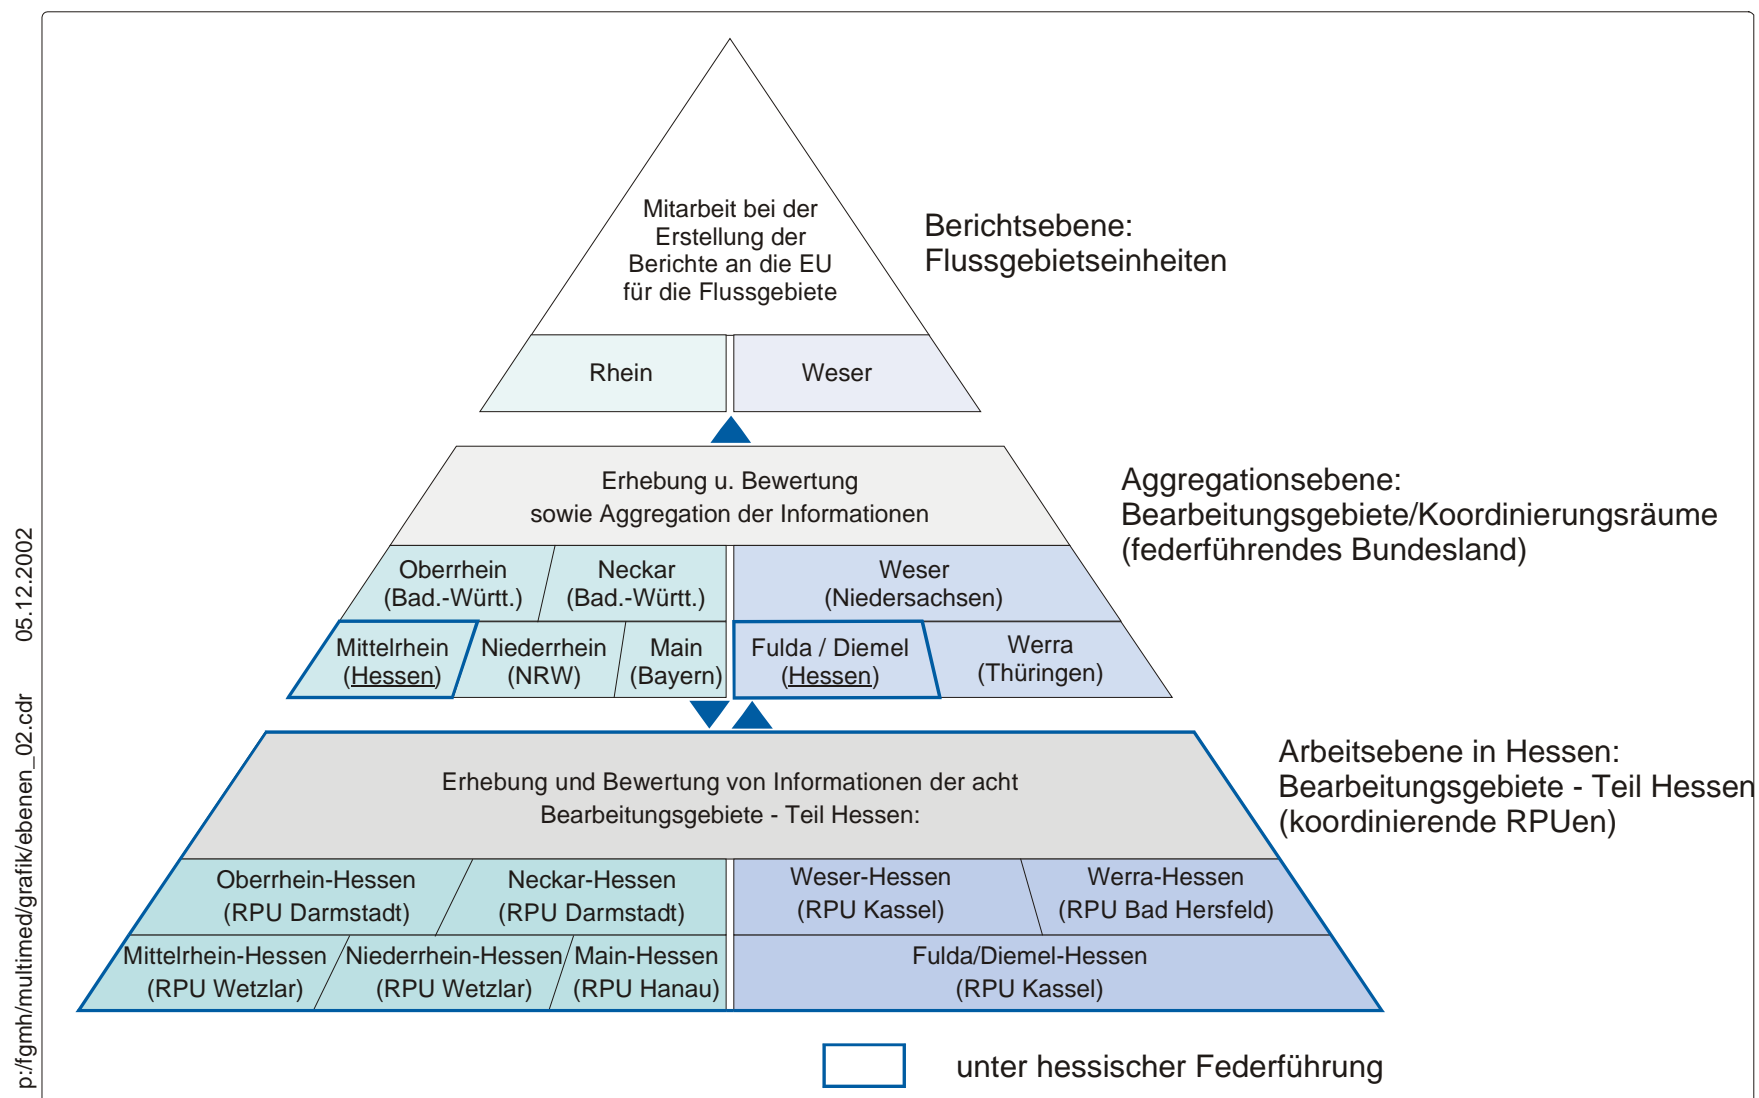 Mitarbeit bei der
Erstellung der
Berichte an die EU
für die Flussgebiete
Rhein
Weser
Berichtsebene:
Flussgebietseinheiten
Erhebung u. Bewertung
sowie Aggregation der Informationen
Oberrhein
(Bad.-Württ.)
Neckar
(Bad.-Württ.)
Weser
(Niedersachsen)
Mittelrhein
(Hessen)
Niederrhein
(NRW)
Main
(Bayern)
Fulda / Diemel
(Hessen)
Werra
(Thüringen)
Aggregationsebene:
Bearbeitungsgebiete/Koordinierungsräume
(federführendes Bundesland)
Erhebung und Bewertung von Informationen der acht
Bearbeitungsgebiete - Teil Hessen:
Oberrhein-Hessen
(RPU Darmstadt)
Neckar-Hessen
(RPU Darmstadt)
Weser-Hessen
(RPU Kassel)
Werra-Hessen
(RPU Bad Hersfeld)
Mittelrhein-Hessen
(RPU Wetzlar)
Niederrhein-Hessen
(RPU Wetzlar)
Main-Hessen
(RPU Hanau)
Fulda/Diemel-Hessen
(RPU Kassel)
Arbeitsebene in Hessen:
Bearbeitungsgebiete - Teil Hessen
(koordinierende RPUen)
unter hessischer Federführung
p:/fgmh/multimed/grafik/ebenen_02.cdr 05.12.2002